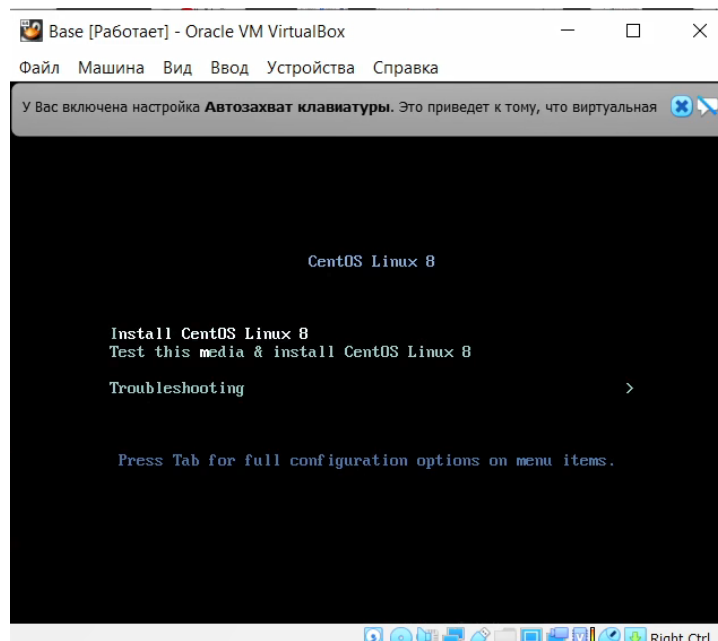 Base [Работает] - Oracle VM VirtualBox
Файл Машина Вид Ввод Устройства Справка
У Вас включена настройка Автозахват клавиатуры. Это приведет к тому, что виртуальная
CentOS Linux 8
Install CentOS Linux 8
Test this media & install CentOS Linux 8
Troubleshooting >
Press Tab for full configuration options on menu items.
Right Ctrl